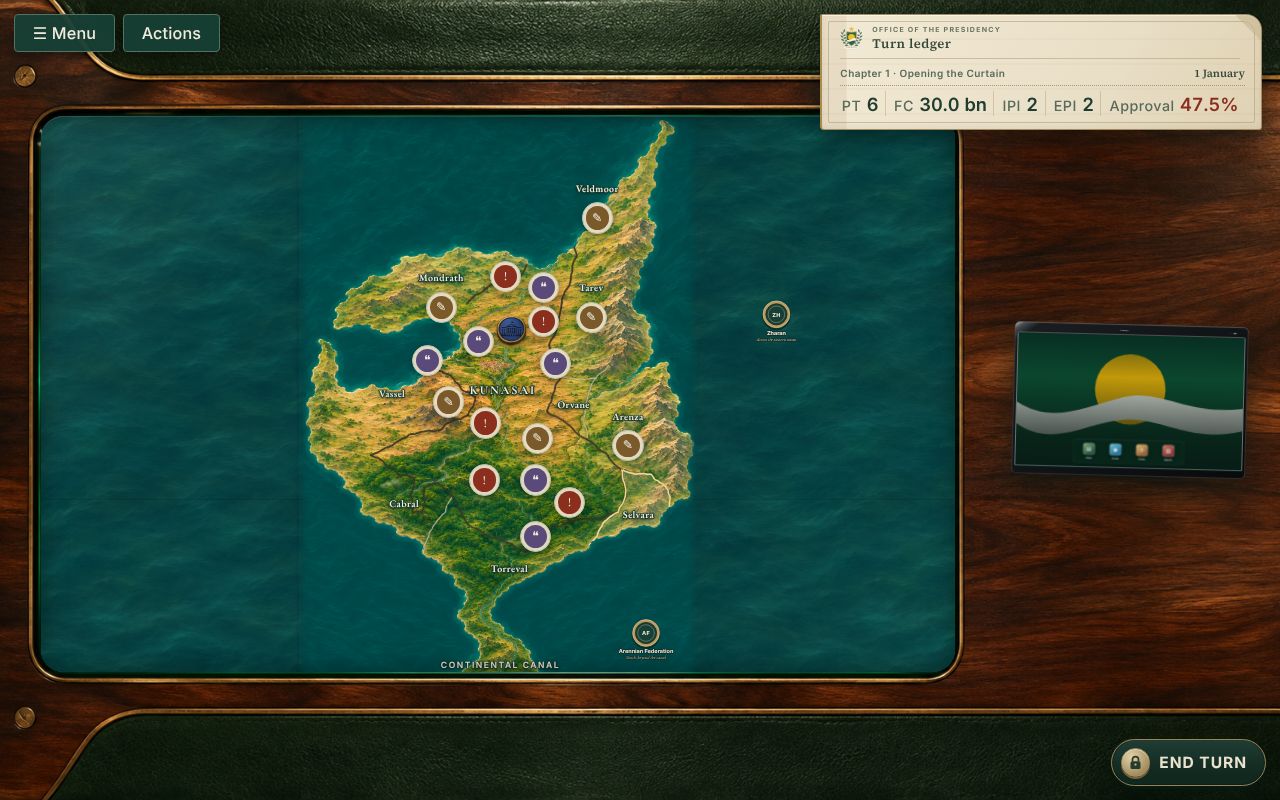 ☰ Menu
Actions
OFFICE OF THE PRESIDENCY
Turn ledger
Chapter 1 · Opening the Curtain
1 January
PT 6
FC 30.0 bn
IPI 2
EPI 2
Approval 47.5%
Veldmoor
Mondrath
Tarev
ZH
Zharan
Vassel
KUNASAI
Orvane
Arenza
Cabral
Selvara
Torreval
AF
Arennian Federation
CONTINENTAL CANAL
END TURN